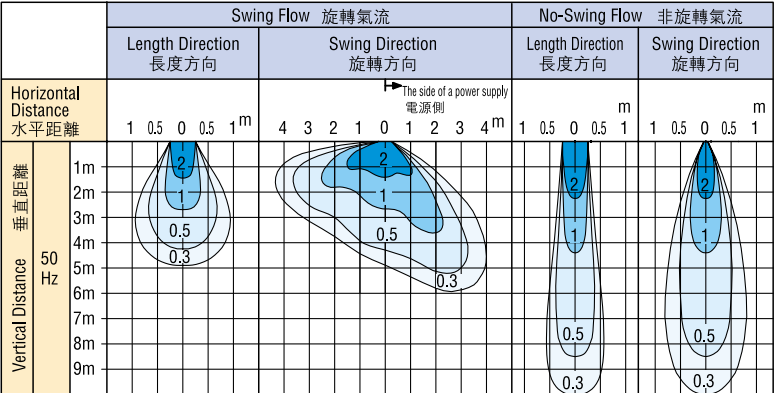 Swing Flow 旋轉氣流
No-Swing Flow 非旋轉氣流
Length Direction
長度方向
Swing Direction
旋轉方向
Length Direction
長度方向
Swing Direction
旋轉方向
Horizontal
Distance
水平距離
The side of a power supply
電源側
m
1 0.5 0 0.5 1
4 3 2 1 0 1 2 3 4 m
m
1 0.5 0 0.5 1
m
1 0.5 0 0.5 1
Vertical Distance 垂直距離
50
Hz
1m
2m
3m
4m
5m
6m
7m
8m
9m
2
1
0.5
0.3
2
1
0.5
0.3
2
1
0.5
0.3
2
1
0.5
0.3